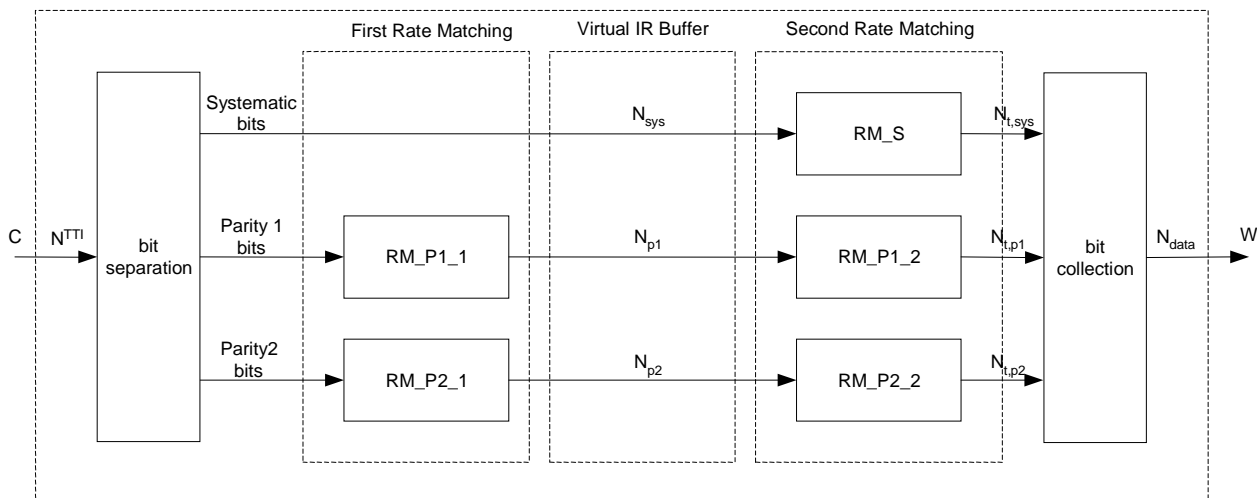 First Rate Matching
Virtual IR Buffer
Second Rate Matching
Systematic
bits
N_sys
RM_S
N_t,sys
C
N^TTI
bit
separation
Parity 1
bits
RM_P1_1
N_p1
RM_P1_2
N_t,p1
bit
collection
N_data
W
Parity2
bits
RM_P2_1
N_p2
RM_P2_2
N_t,p2